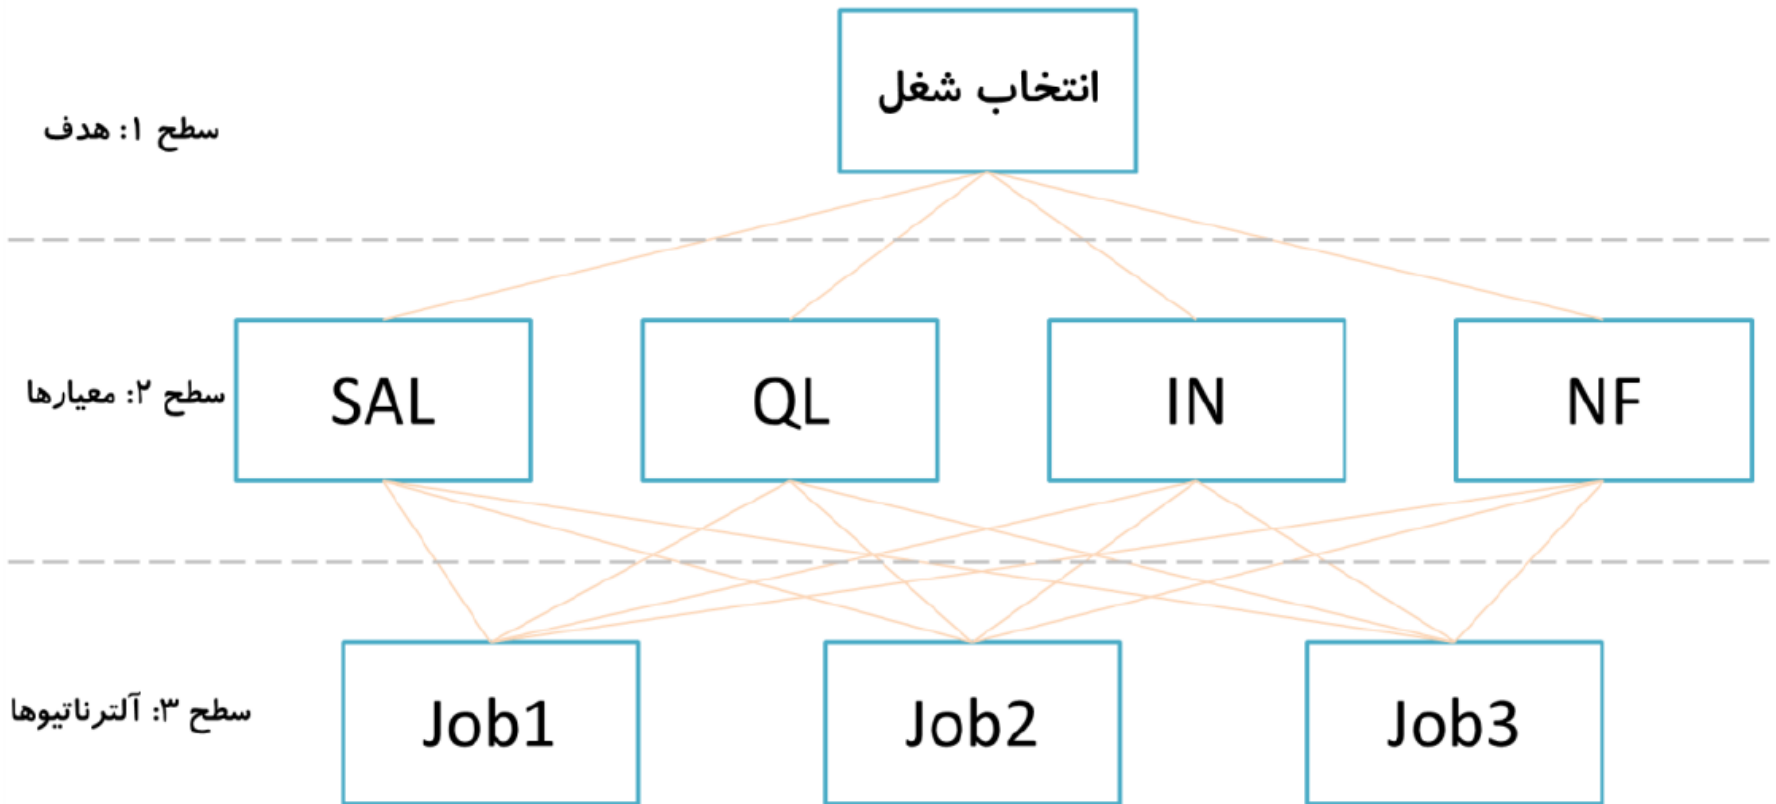 انتخاب شغل
سطح ۱: هدف
سطح ۲: معیارها
SAL
QL
IN
NF
سطح ۳: آلترناتیوها
Job1
Job2
Job3